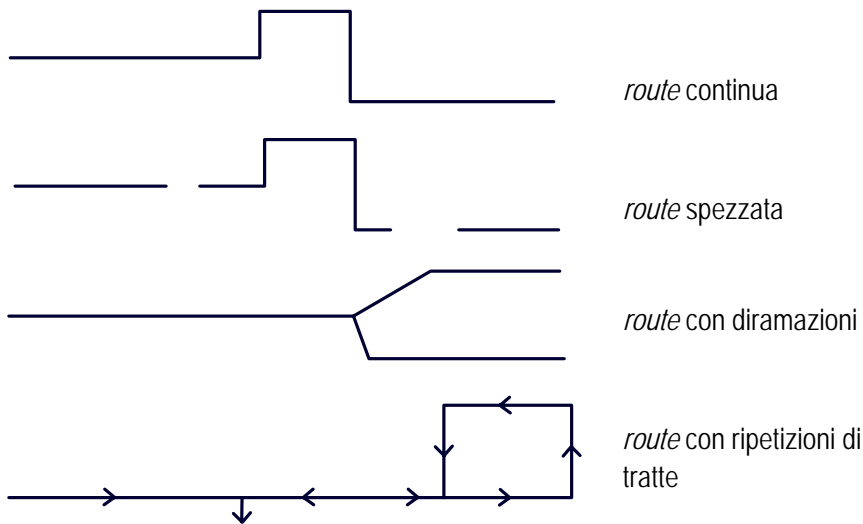 route continua
route spezzata
route con diramazioni
route con ripetizioni di
tratte